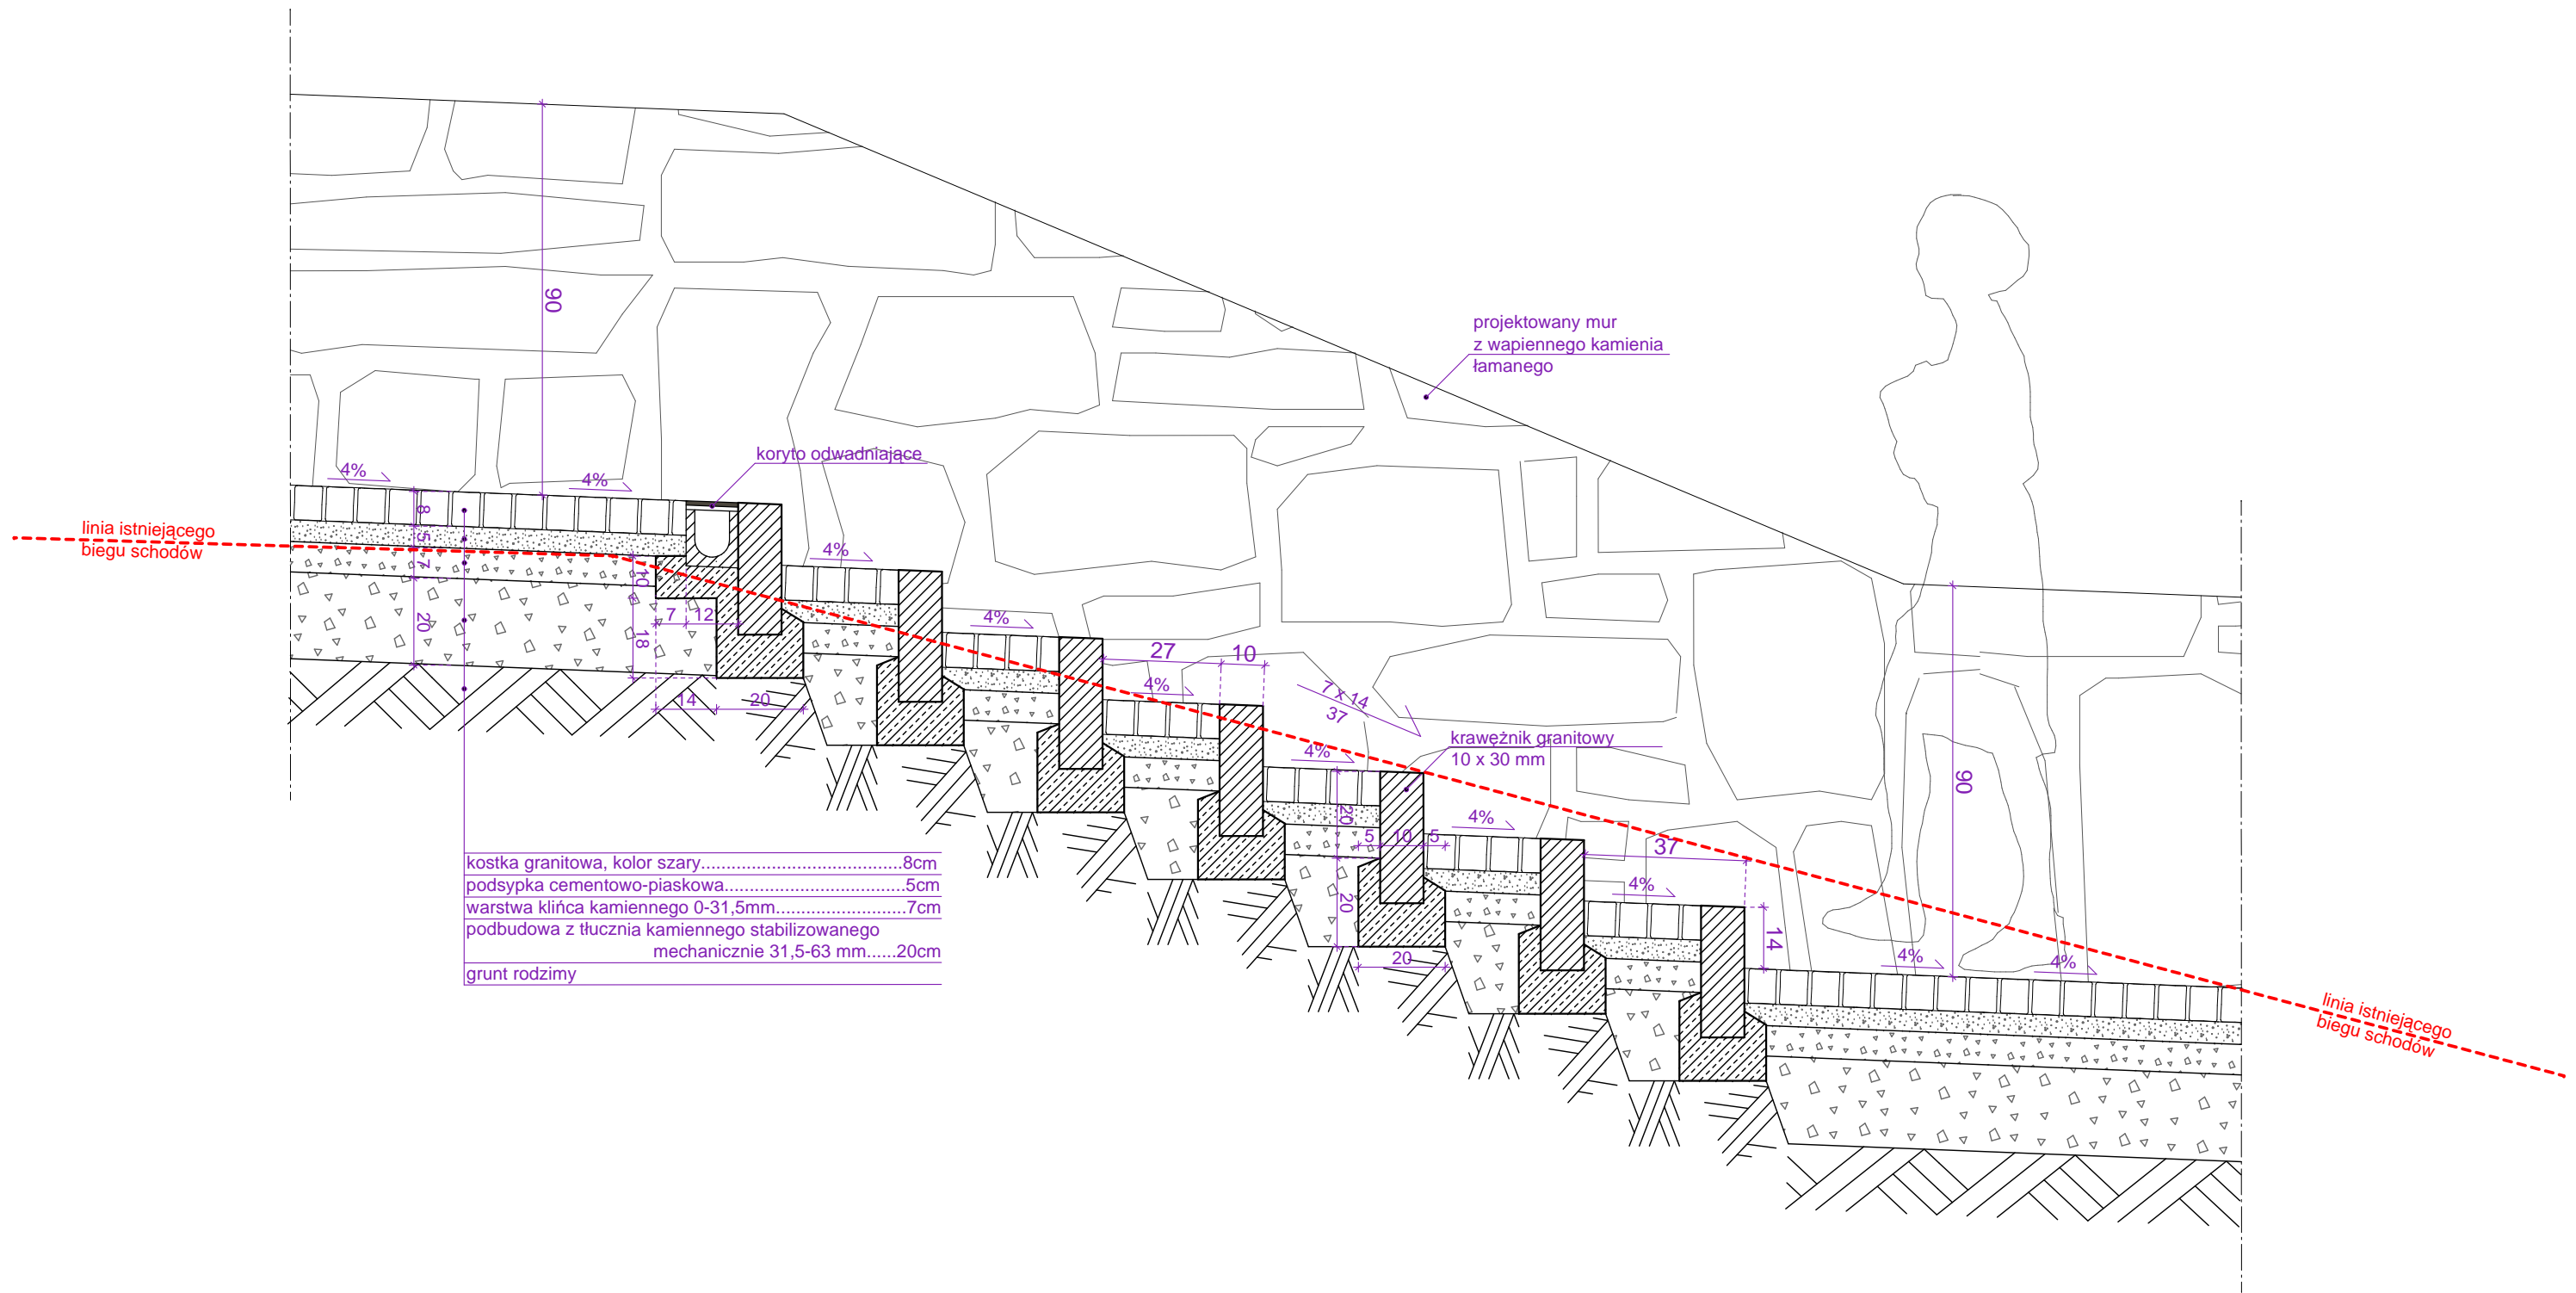 90
projektowany mur
z wapiennego kamienia
łamanego
koryto odwadniające
4%
4%
linia istniejącego
biegu schodów
8
5
7
20
10
18
7
12
14
20
4%
4%
27
10
4%
7 x 14
37
4%
krawężnik granitowy
10 x 30 mm
20
5
10
5
20
20
4%
37
4%
14
90
4%
4%
linia istniejącego
biegu schodów
kostka granitowa, kolor szary........................................8cm
podsypka cementowo-piaskowa....................................5cm
warstwa klińca kamiennego 0-31,5mm..........................7cm
podbudowa z tłucznia kamiennego stabilizowanego
mechanicznie 31,5-63 mm......20cm
grunt rodzimy